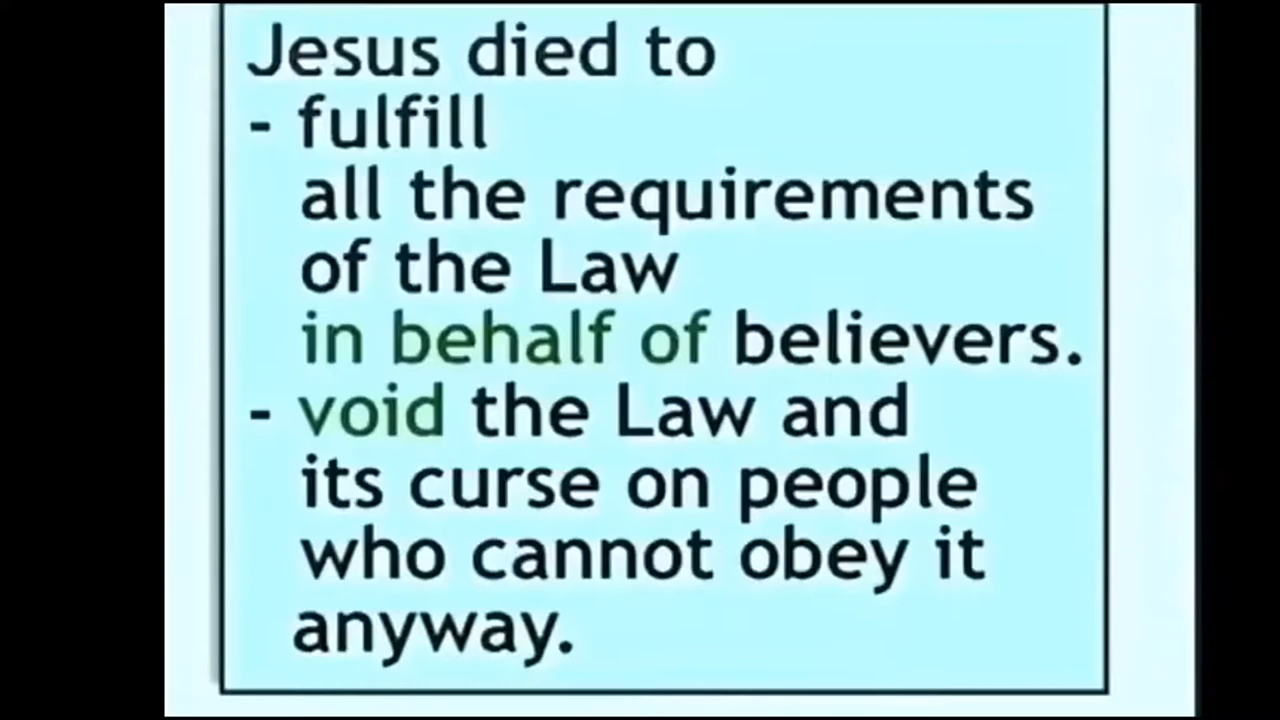 Jesus died to
- fulfill
all the requirements
of the Law
in behalf of believers.
- void the Law and
its curse on people
who cannot obey it
anyway.